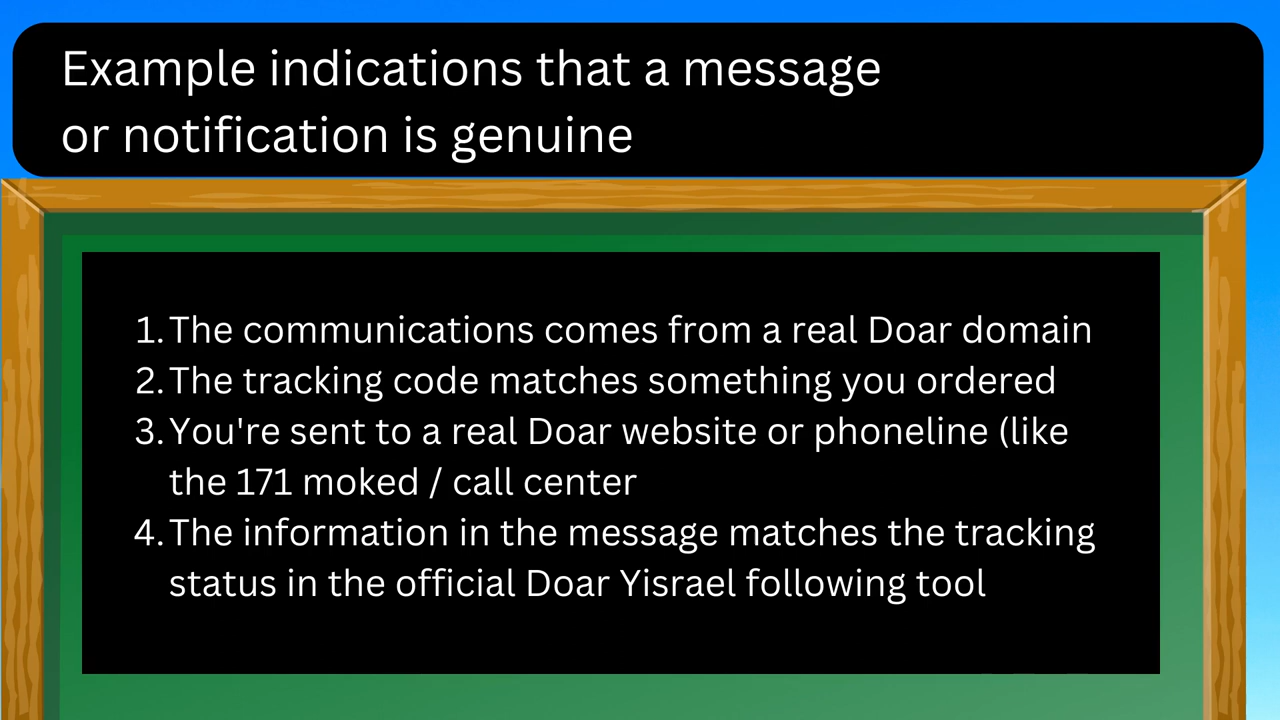 Example indications that a message
or notification is genuine
1. The communications comes from a real Doar domain
2. The tracking code matches something you ordered
3. You're sent to a real Doar website or phoneline (like
the 171 moked / call center
4. The information in the message matches the tracking
status in the official Doar Yisrael following tool